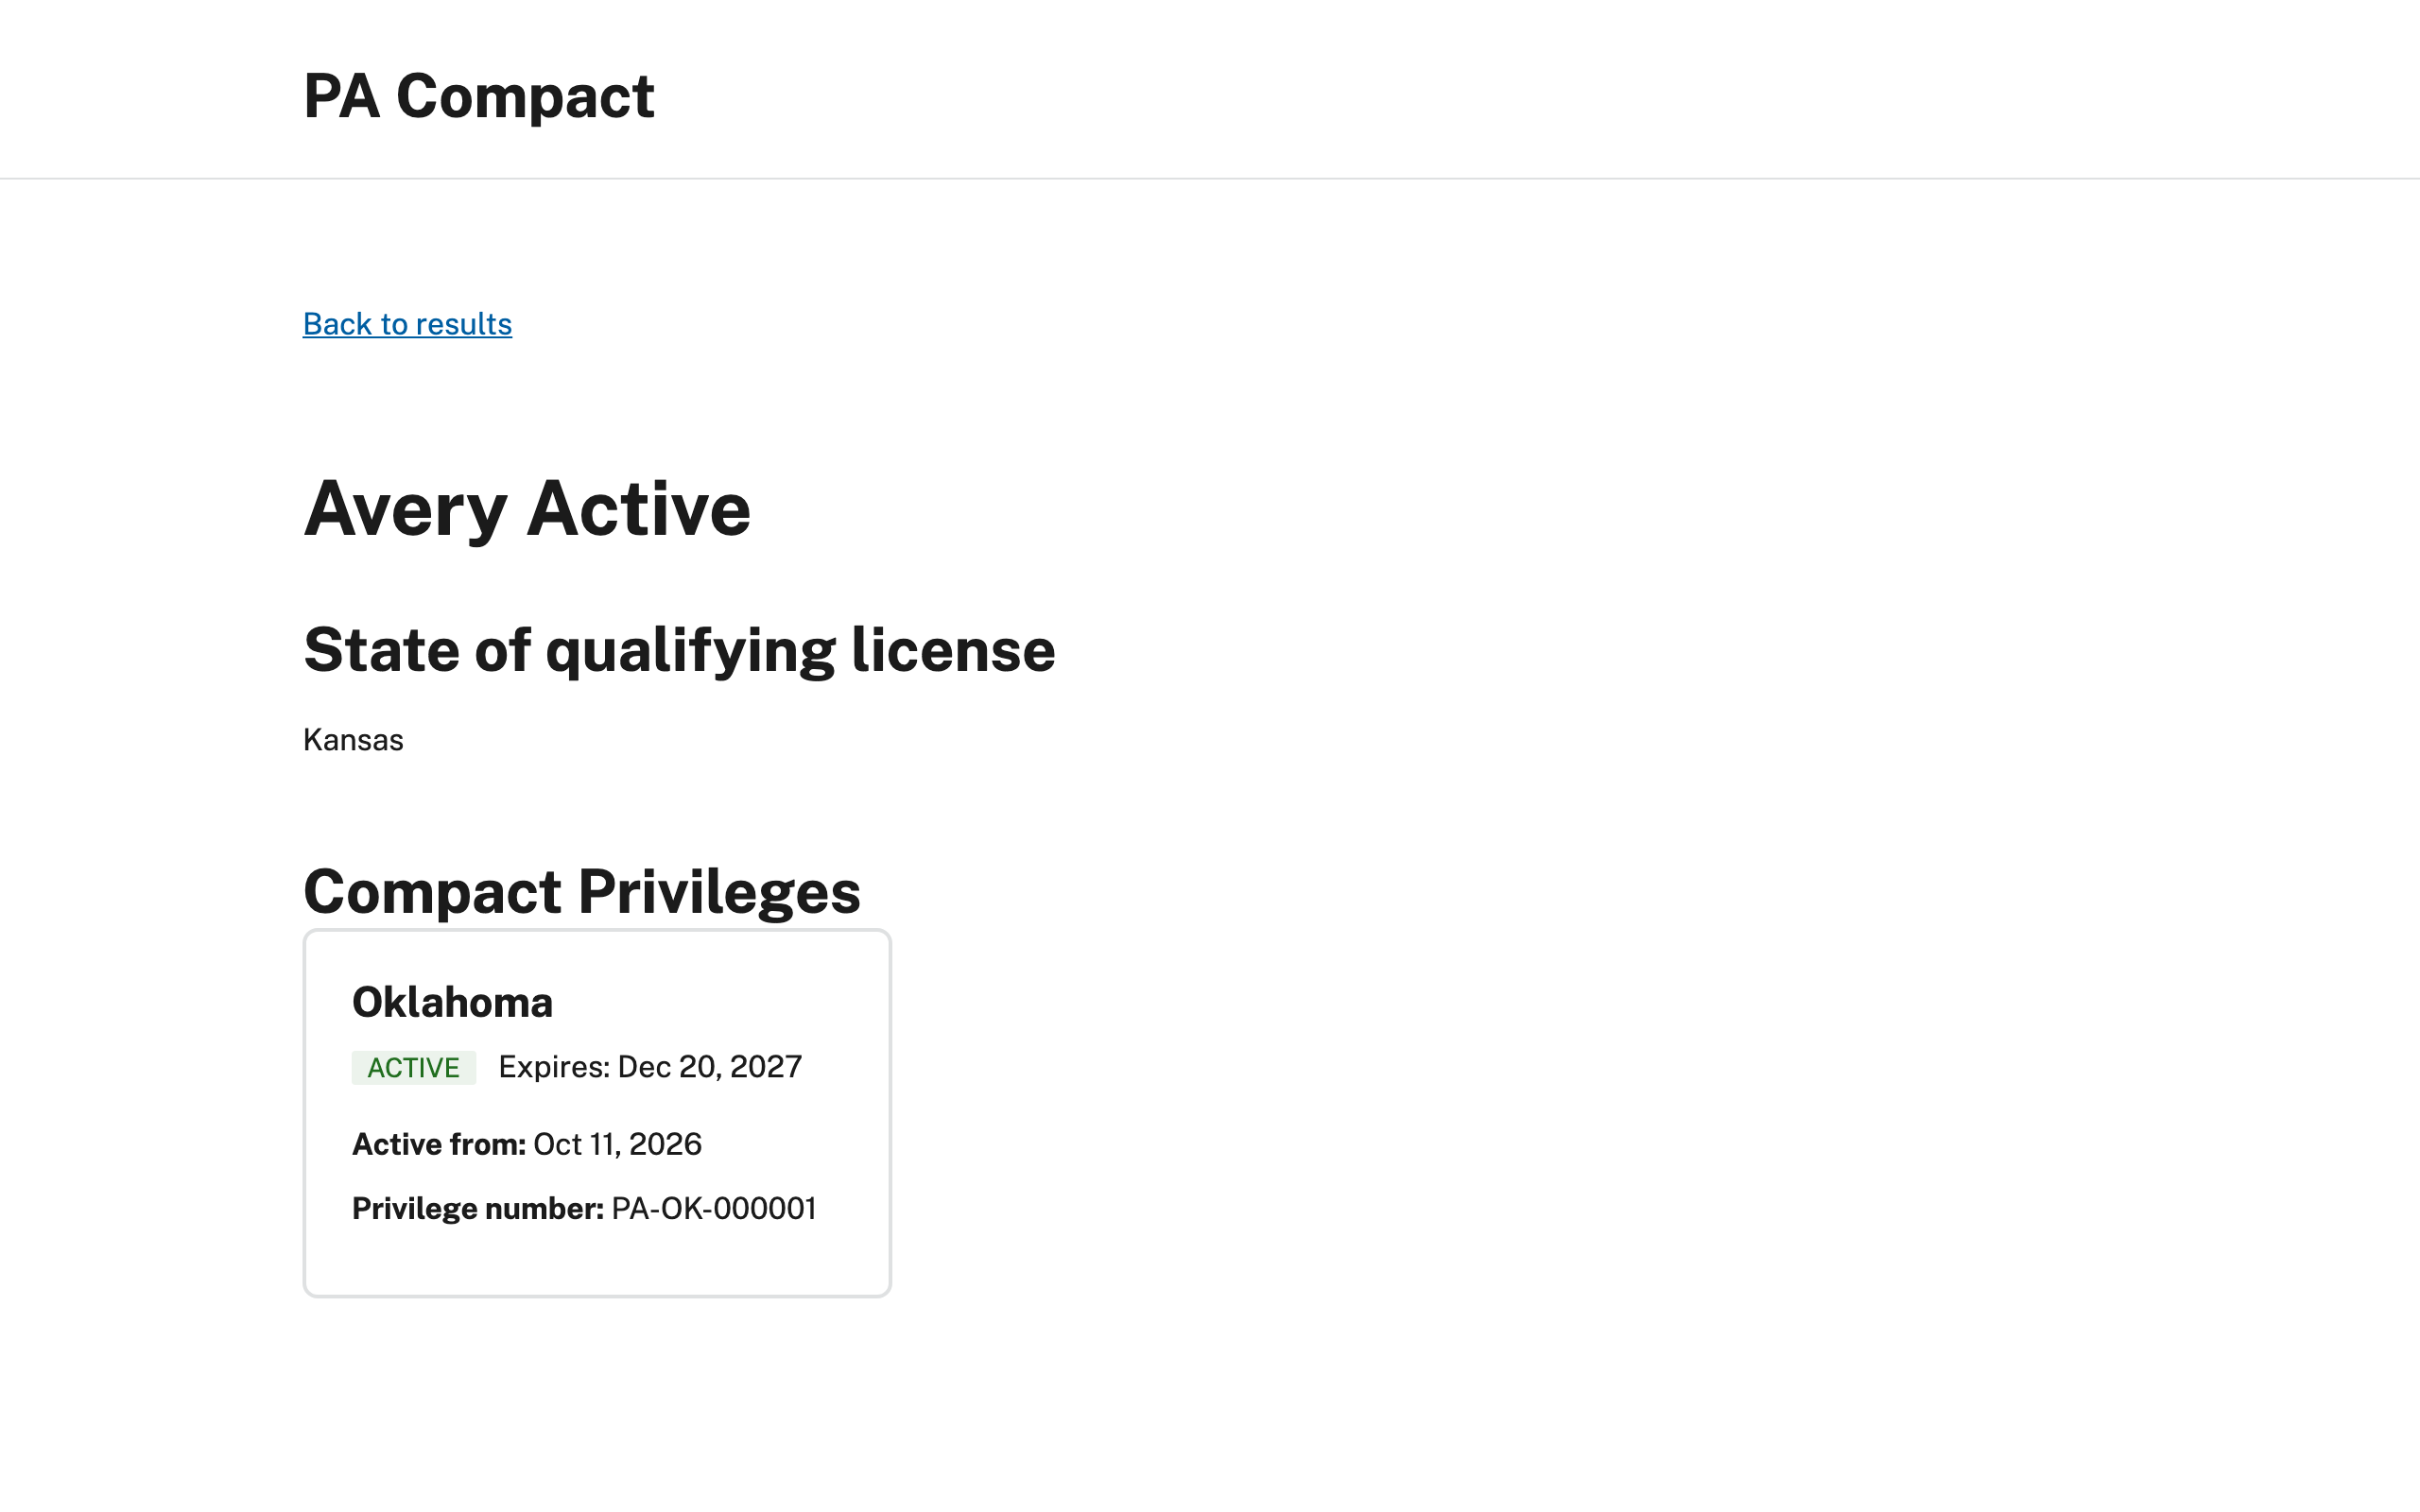 PA Compact
Back to results
Avery Active
State of qualifying license
Kansas
Compact Privileges
Oklahoma
ACTIVE Expires: Dec 20, 2027
Active from: Oct 11, 2026
Privilege number: PA-OK-000001